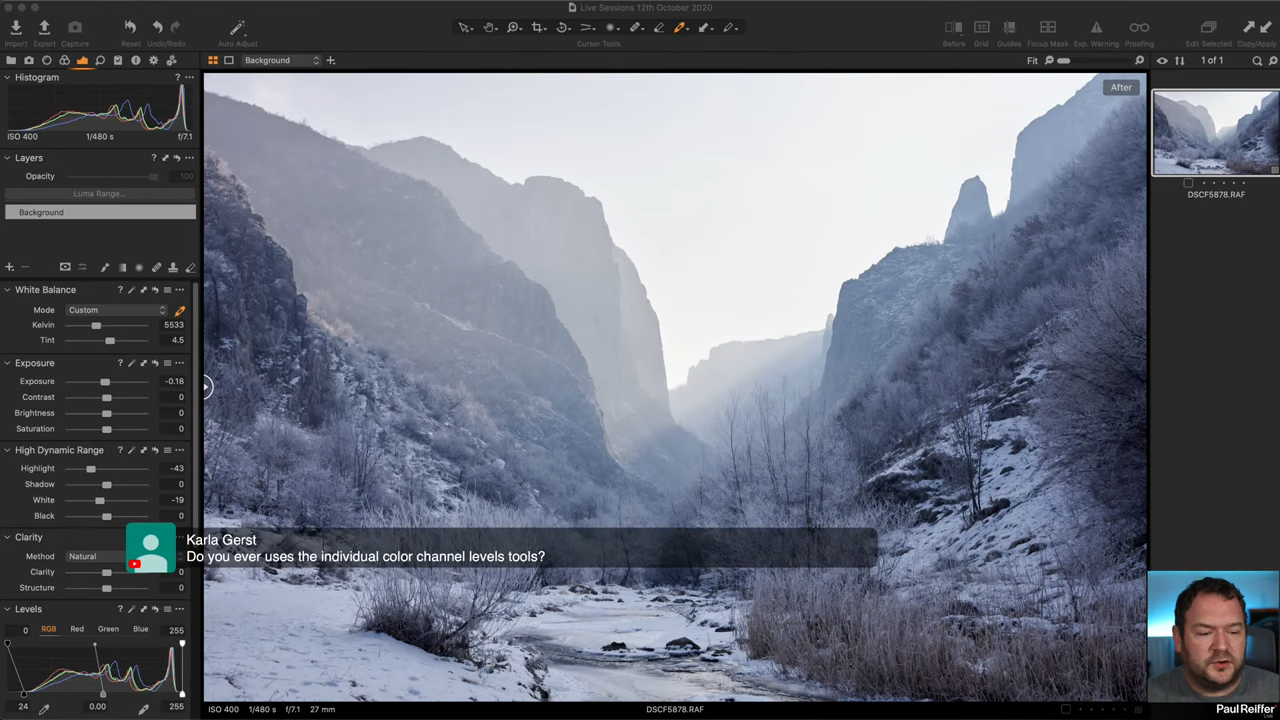 Live Sessions 12th October 2020
Import
Export
Capture
Reset
Undo/Redo
Auto Adjust
Cursor Tools
Before
Grid
Guides
Focus Mask
Exp. Warning
Proofing
Edit Selected
Copy/Apply
Background
Fit
1 of 1
Histogram
ISO 400 1/480 s f/7.1
Layers
Opacity 100
Luma Range...
Background
White Balance
Mode Custom
Kelvin 5533
Tint 4.5
Exposure
Exposure -0.18
Contrast 0
Brightness 0
Saturation 0
High Dynamic Range
Highlight -43
Shadow 0
White -19
Black 0
Clarity
Method Natural
Clarity 0
Structure 0
Levels
0 RGB Red Green Blue 255
24 0.00 255
After
DSCF5878.RAF
Karla Gerst
Do you ever uses the individual color channel levels tools?
ISO 400 1/480 s f/7.1 27 mm
DSCF5878.RAF
Paul Reiffer
Live